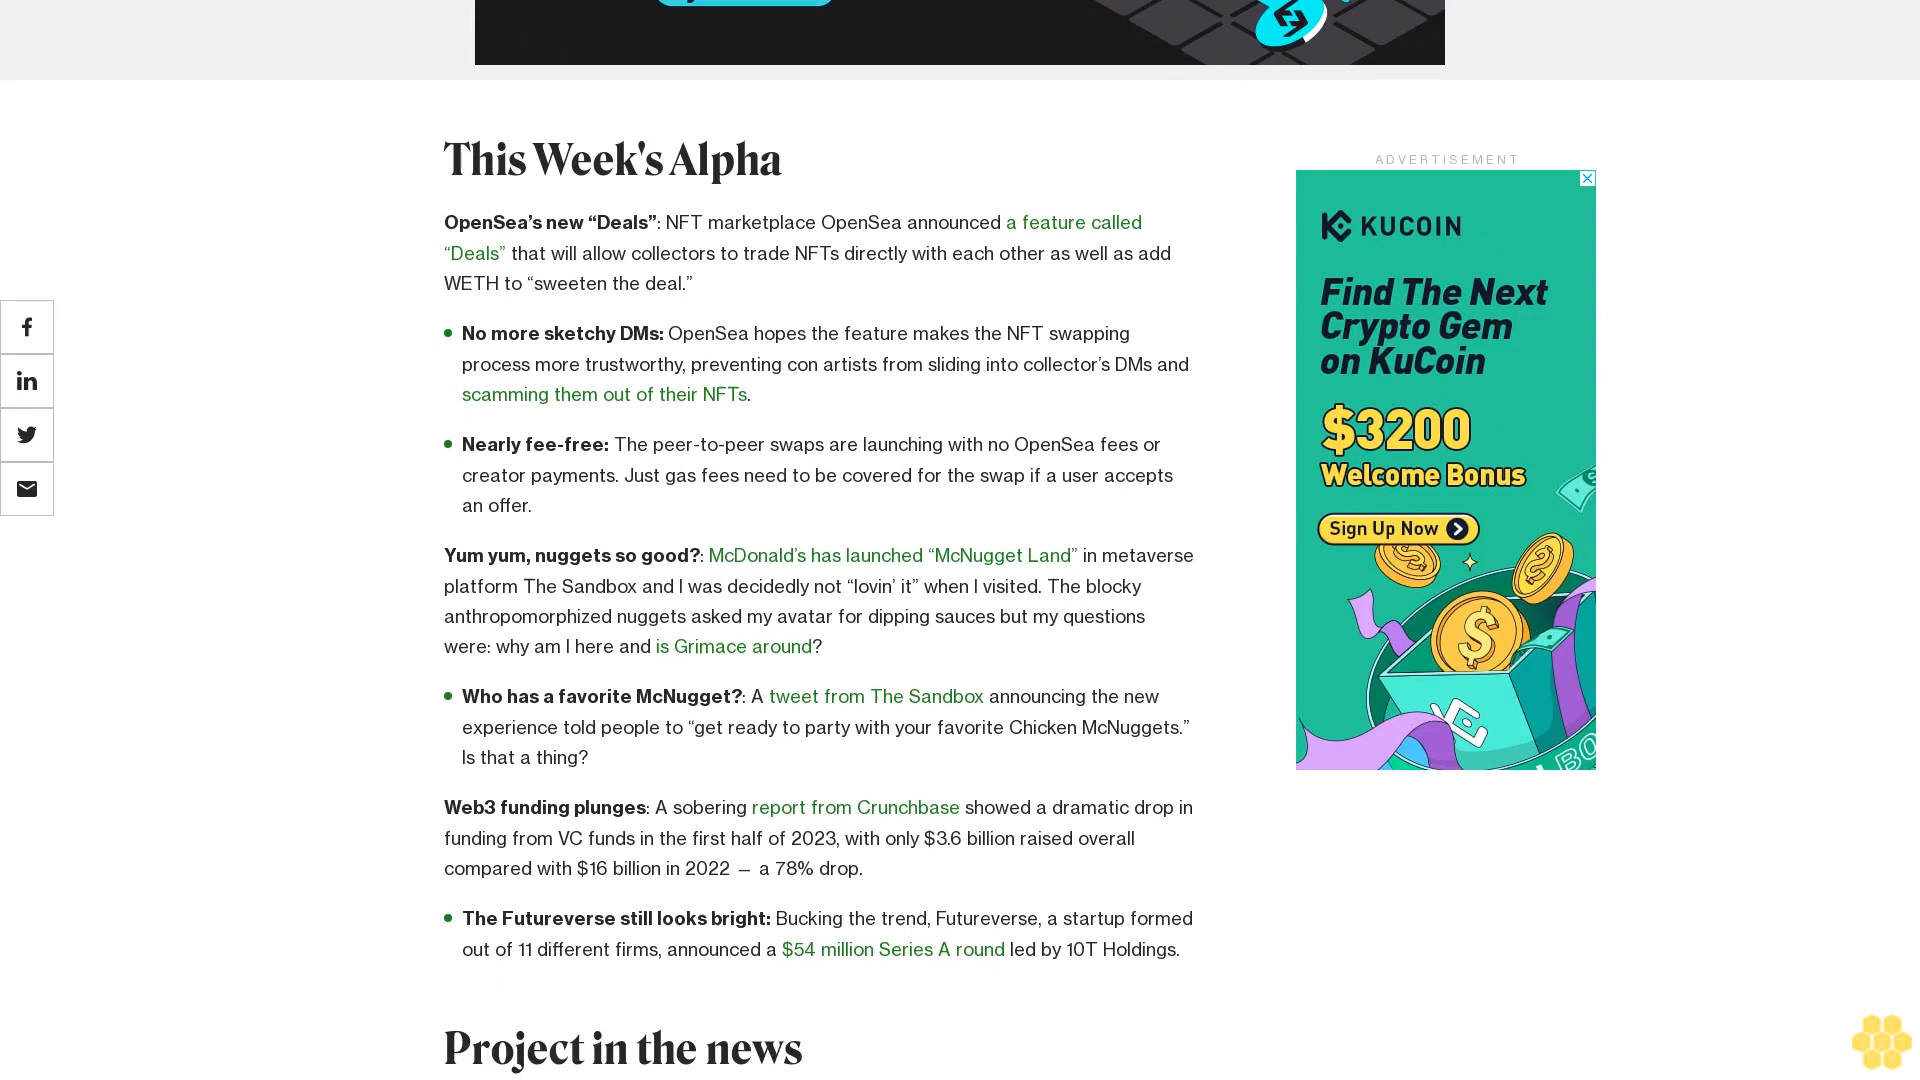 This Week's Alpha
OpenSea’s new “Deals”: NFT marketplace OpenSea announced a feature called
“Deals” that will allow collectors to trade NFTs directly with each other as well as add
WETH to “sweeten the deal.”
No more sketchy DMs: OpenSea hopes the feature makes the NFT swapping
process more trustworthy, preventing con artists from sliding into collector’s DMs and
scamming them out of their NFTs.
Nearly fee-free: The peer-to-peer swaps are launching with no OpenSea fees or
creator payments. Just gas fees need to be covered for the swap if a user accepts
an offer.
Yum yum, nuggets so good?: McDonald’s has launched “McNugget Land” in metaverse
platform The Sandbox and I was decidedly not “lovin’ it” when I visited. The blocky
anthropomorphized nuggets asked my avatar for dipping sauces but my questions
were: why am I here and is Grimace around?
Who has a favorite McNugget?: A tweet from The Sandbox announcing the new
experience told people to “get ready to party with your favorite Chicken McNuggets.”
Is that a thing?
Web3 funding plunges: A sobering report from Crunchbase showed a dramatic drop in
funding from VC funds in the first half of 2023, with only $3.6 billion raised overall
compared with $16 billion in 2022 — a 78% drop.
The Futureverse still looks bright: Bucking the trend, Futureverse, a startup formed
out of 11 different firms, announced a $54 million Series A round led by 10T Holdings.
Project in the news
ADVERTISEMENT
KUCOIN
Find The Next
Crypto Gem
on KuCoin
$3200
Welcome Bonus
Sign Up Now